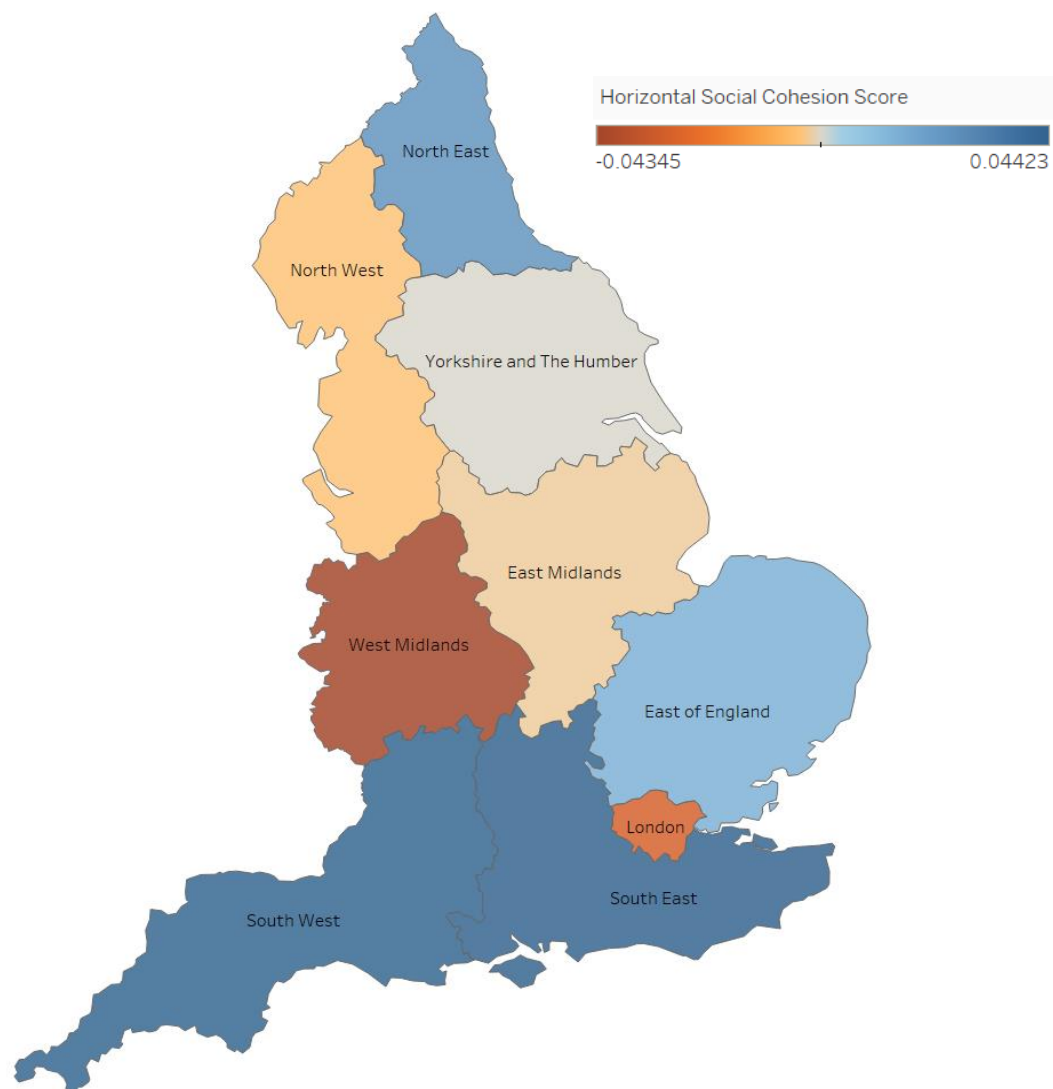 Horizontal Social Cohesion Score
-0.04345 0.04423
North East
North West
Yorkshire and The Humber
East Midlands
West Midlands
East of England
London
South East
South West